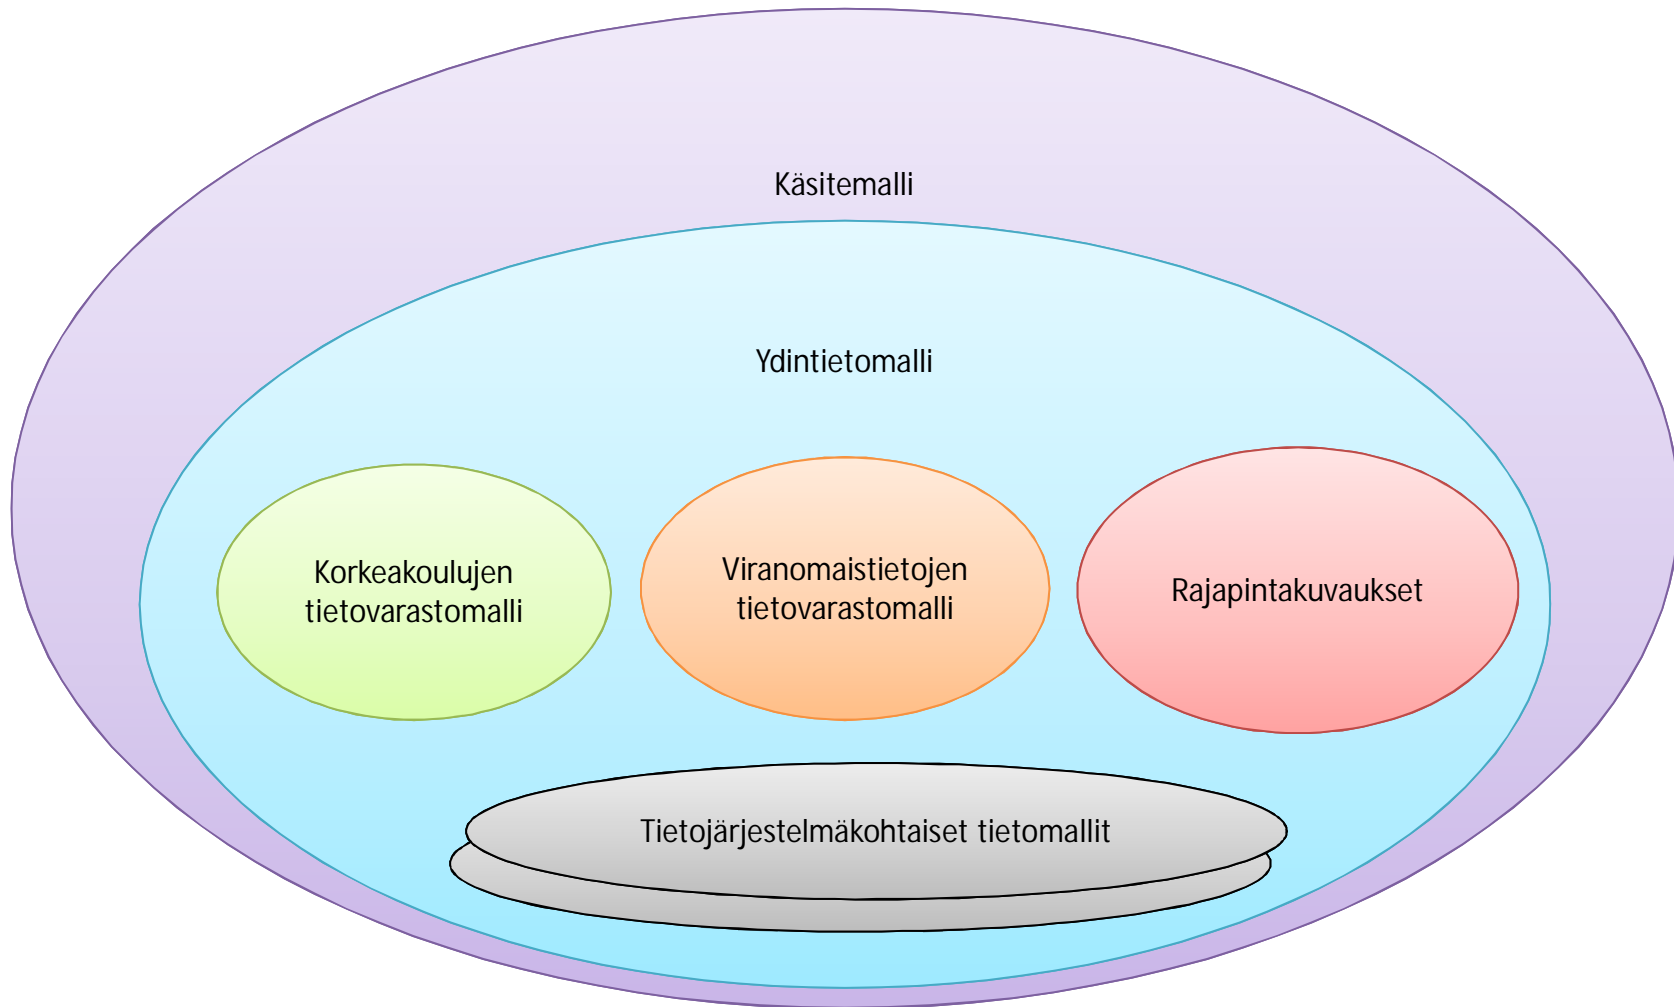 Käsitemalli
Ydintietomalli
Korkeakoulujen
tietovarastomalli
Viranomaistietojen
tietovarastomalli
Rajapintakuvaukset
Tietojärjestelmäkohtaiset tietomallit